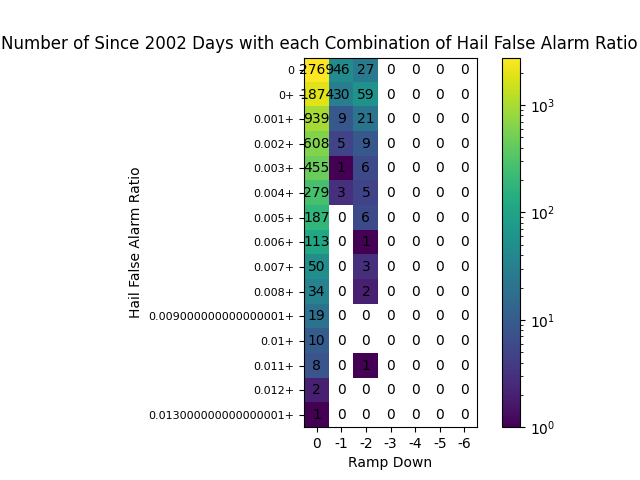 Number of Since 2002 Days with each Combination of Hail False Alarm Ratio
0 2769 46 27 0 0 0 0
0+ 1874 30 59 0 0 0 0
0.001+ 939 9 21 0 0 0 0
0.002+ 608 5 9 0 0 0 0
0.003+ 455 1 6 0 0 0 0
0.004+ 279 3 5 0 0 0 0
0.005+ 187 0 6 0 0 0 0
0.006+ 113 0 1 0 0 0 0
0.007+ 50 0 3 0 0 0 0
0.008+ 34 0 2 0 0 0 0
0.009000000000000001+ 19 0 0 0 0 0 0
0.01+ 10 0 0 0 0 0 0
0.011+ 8 0 1 0 0 0 0
0.012+ 2 0 0 0 0 0 0
0.013000000000000001+ 1 0 0 0 0 0 0
0 -1 -2 -3 -4 -5 -6
Ramp Down
Hail False Alarm Ratio
10³
10²
10¹
10⁰